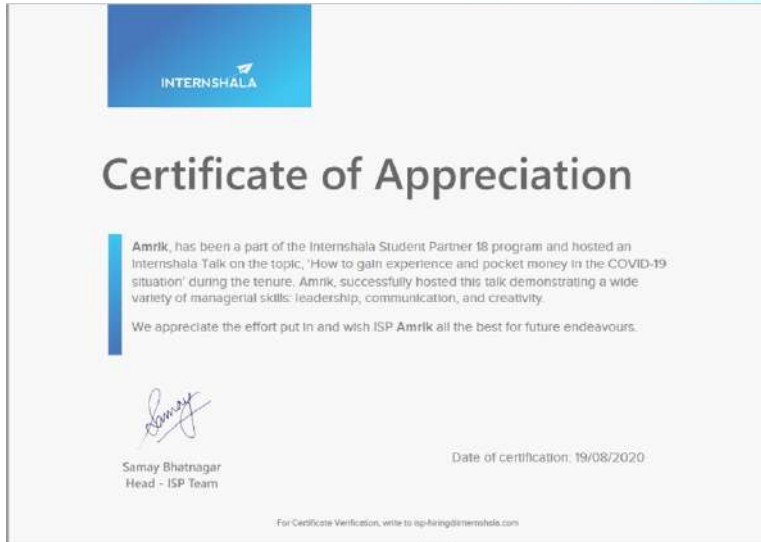 INTERNSHALA
Certificate of Appreciation
Amrik, has been a part of the Internshala Student Partner 18 program and hosted an
Internshala Talk on the topic, 'How to gain experience and pocket money in the COVID-19
situation' during the tenure. Amrik, successfully hosted this talk demonstrating a wide
variety of managerial skills: leadership, communication, and creativity.
We appreciate the effort put in and wish ISP Amrik all the best for future endeavours.
Samay
Samay Bhatnagar
Head - ISP Team
Date of certification: 19/08/2020
For Certificate Verification, write to isp-hiring@internshala.com